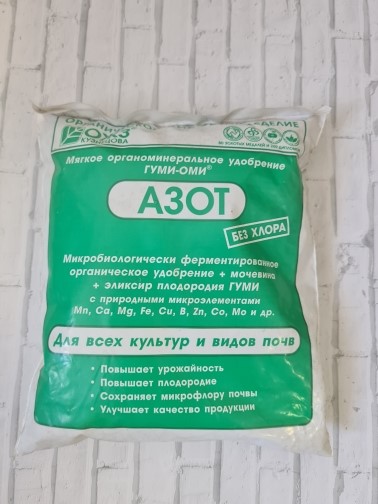 ОЖЗ
КУЗНЕЦОВА
Мягкое органоминеральное удобрение
ГУМИ-ОМИ®
АЗОТ
БЕЗ ХЛОРА
Микробиологически ферментированное
органическое удобрение + мочевина
+ эликсир плодородия ГУМИ
с природными микроэлементами
Mn, Ca, Mg, Fe, Cu, B, Zn, Co, Mo и др.
Для всех культур и видов почв
• Повышает урожайность
• Повышает плодородие
• Сохраняет микрофлору почвы
• Улучшает качество продукции